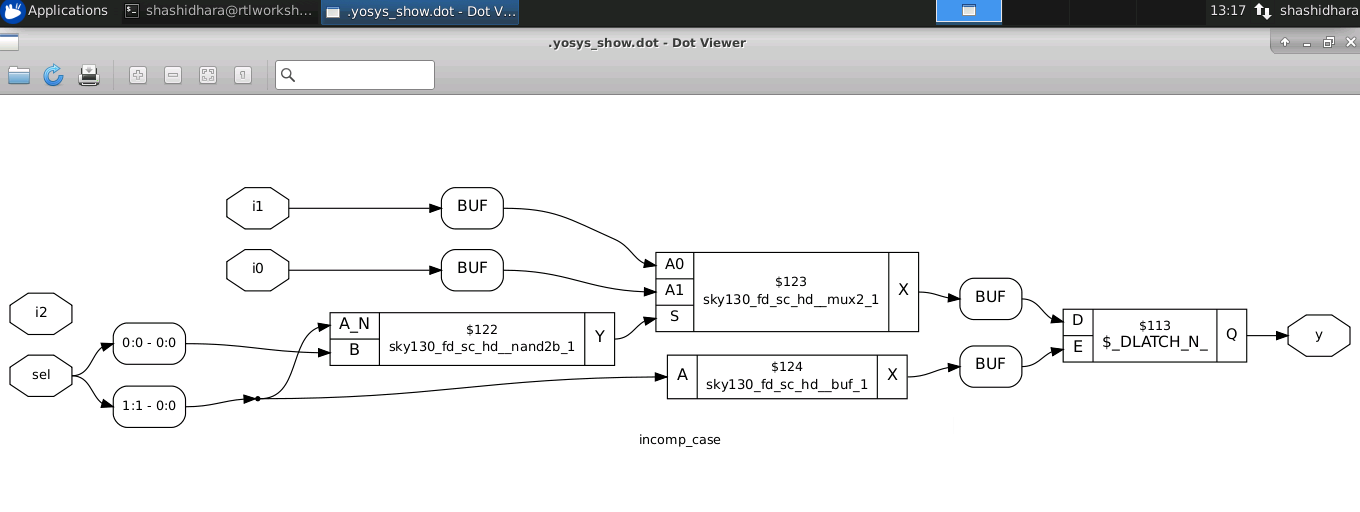 Applications
shashidhara@rtlworksh...
.yosys_show.dot - Dot V...
13:17
shashidhara
.yosys_show.dot - Dot Viewer
i1
BUF
i0
BUF
A0
A1
S
$123
sky130_fd_sc_hd__mux2_1
X
BUF
i2
sel
0:0 - 0:0
1:1 - 0:0
A_N
B
$122
sky130_fd_sc_hd__nand2b_1
Y
A
$124
sky130_fd_sc_hd__buf_1
X
BUF
D
E
$113
$_DLATCH_N_
Q
y
incomp_case